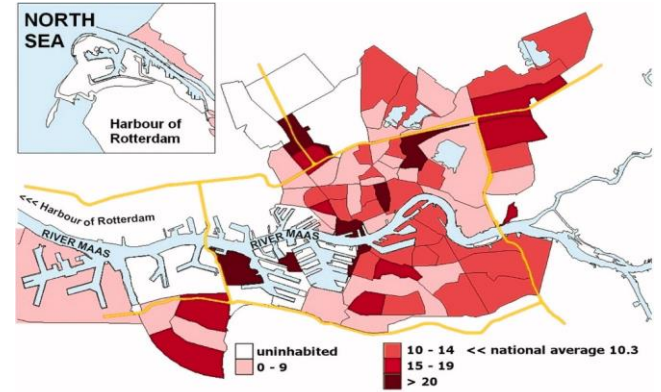 NORTH
SEA
Harbour of
Rotterdam
<<< Harbour of Rotterdam
RIVER MAAS
RIVER MAAS
uninhabited
0 - 9
10 - 14 << national average 10.3
15 - 19
> 20